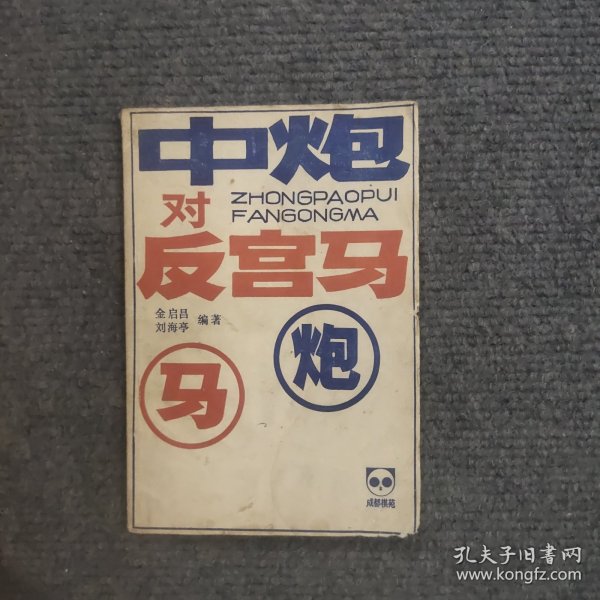 中炮
对
ZHONGPAOPUI
FANGONGMA
反宫马
金启昌
刘海亭
编著
炮
马
成都棋苑
孔夫子旧书网
www.kongfz.com